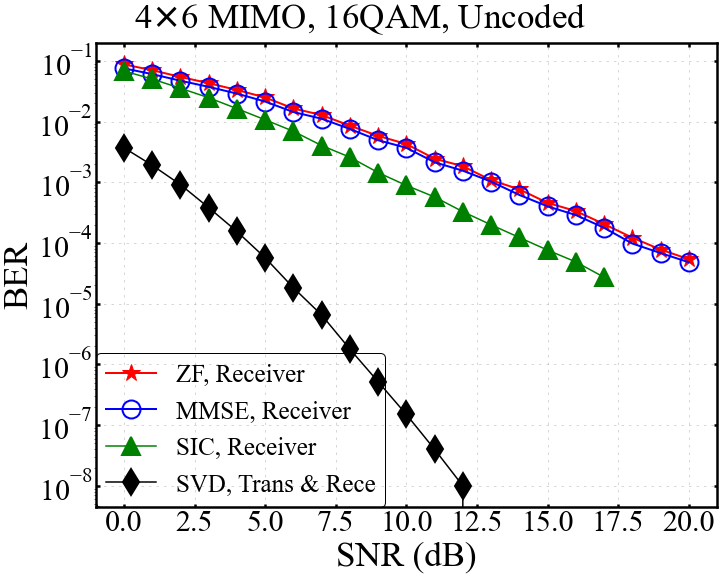 4×6 MIMO, 16QAM, Uncoded
BER
10⁻¹
10⁻²
10⁻³
10⁻⁴
10⁻⁵
10⁻⁶
10⁻⁷
10⁻⁸
ZF, Receiver
MMSE, Receiver
SIC, Receiver
SVD, Trans & Rece
0.0 2.5 5.0 7.5 10.0 12.5 15.0 17.5 20.0
SNR (dB)